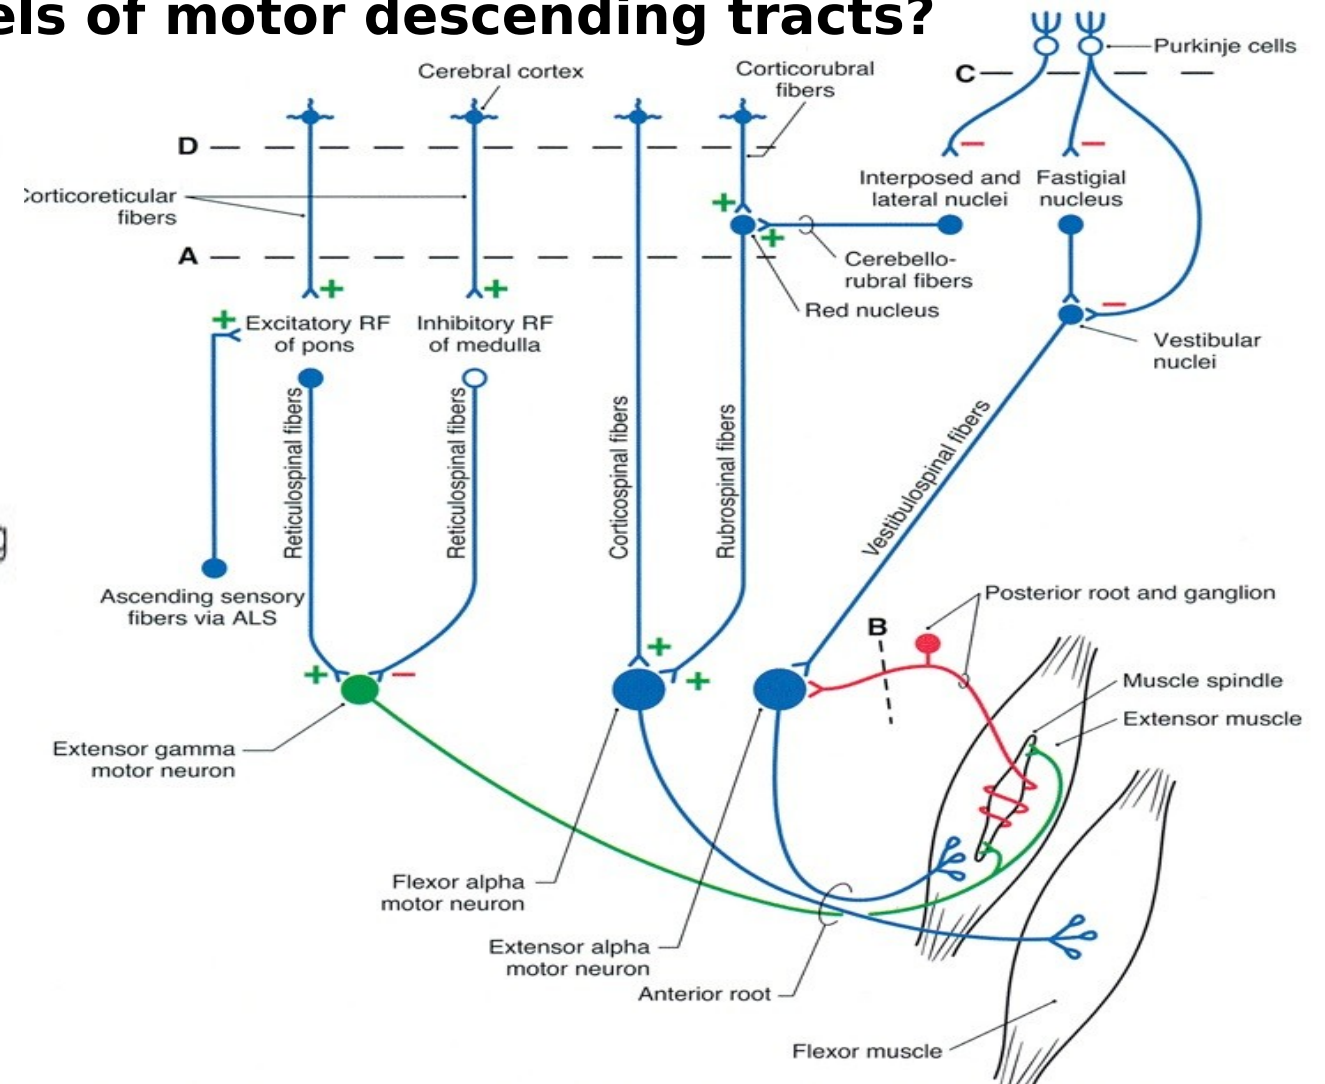 els of motor descending tracts?
Purkinje cells
C
Cerebral cortex
Corticorubral
fibers
D
Interposed and
lateral nuclei
Fastigial
nucleus
orticoreticular
fibers
+
+
A
Cerebello-
rubral fibers
Red nucleus
+
+
+
Excitatory RF
of pons
Inhibitory RF
of medulla
Vestibular
nuclei
Reticulospinal fibers
Reticulospinal fibers
Corticospinal fibers
Rubrospinal fibers
Vestibulospinal fibers
g
Ascending sensory
fibers via ALS
Posterior root and ganglion
B
+
+
+
Muscle spindle
Extensor muscle
Extensor gamma
motor neuron
Flexor alpha
motor neuron
Extensor alpha
motor neuron
Anterior root
Flexor muscle